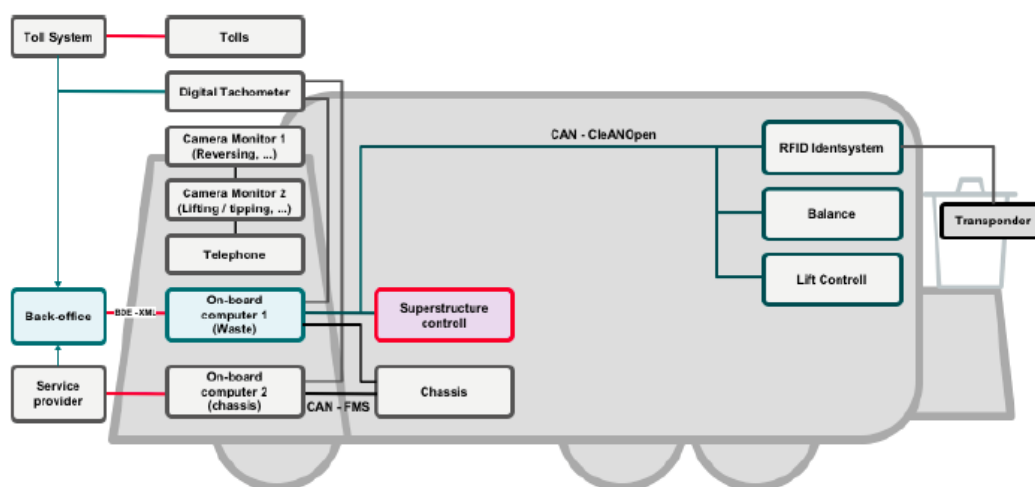 Toll System
Tolls
Digital Tachometer
Camera Monitor 1
(Reversing, ...)
CAN - CleANOpen
RFID Identsystem
Camera Monitor 2
(Lifting / tipping, ...)
Balance
Transponder
Telephone
Lift Controll
Back-office
BDE - XML
On-board
computer 1
(Waste)
Superstructure
controll
Service
provider
On-board
computer 2
(chassis)
CAN - FMS
Chassis